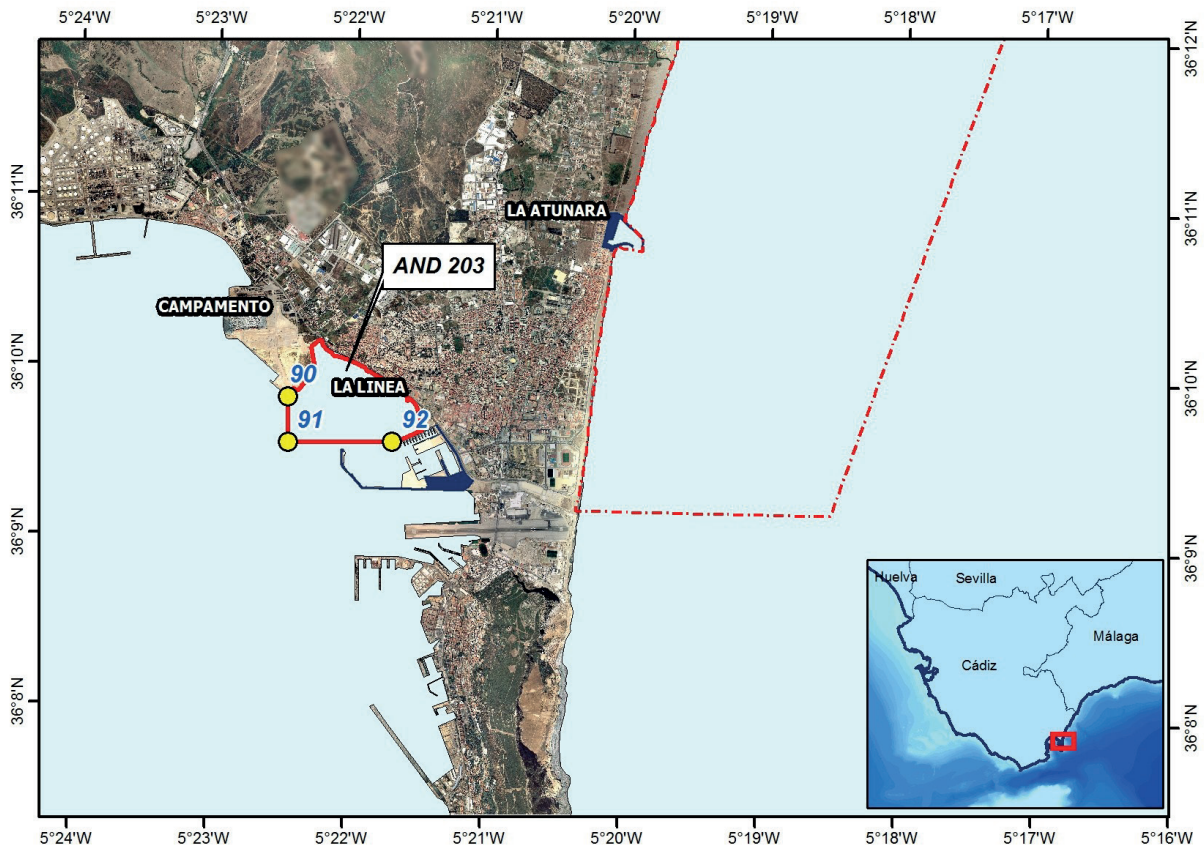 5°24'W 5°23'W 5°22'W 5°21'W 5°20'W 5°19'W 5°18'W 5°17'W
36°12'N
36°11'N
36°11'N
LA ATUNARA
AND 203
CAMPAMENTO
36°10'N
90
LA LINEA
36°10'N
91
92
36°9'N
36°9'N
Huelva
Sevilla
Málaga
Cádiz
36°8'N
36°8'N
5°24'W 5°23'W 5°22'W 5°21'W 5°20'W 5°19'W 5°18'W 5°17'W 5°16'W